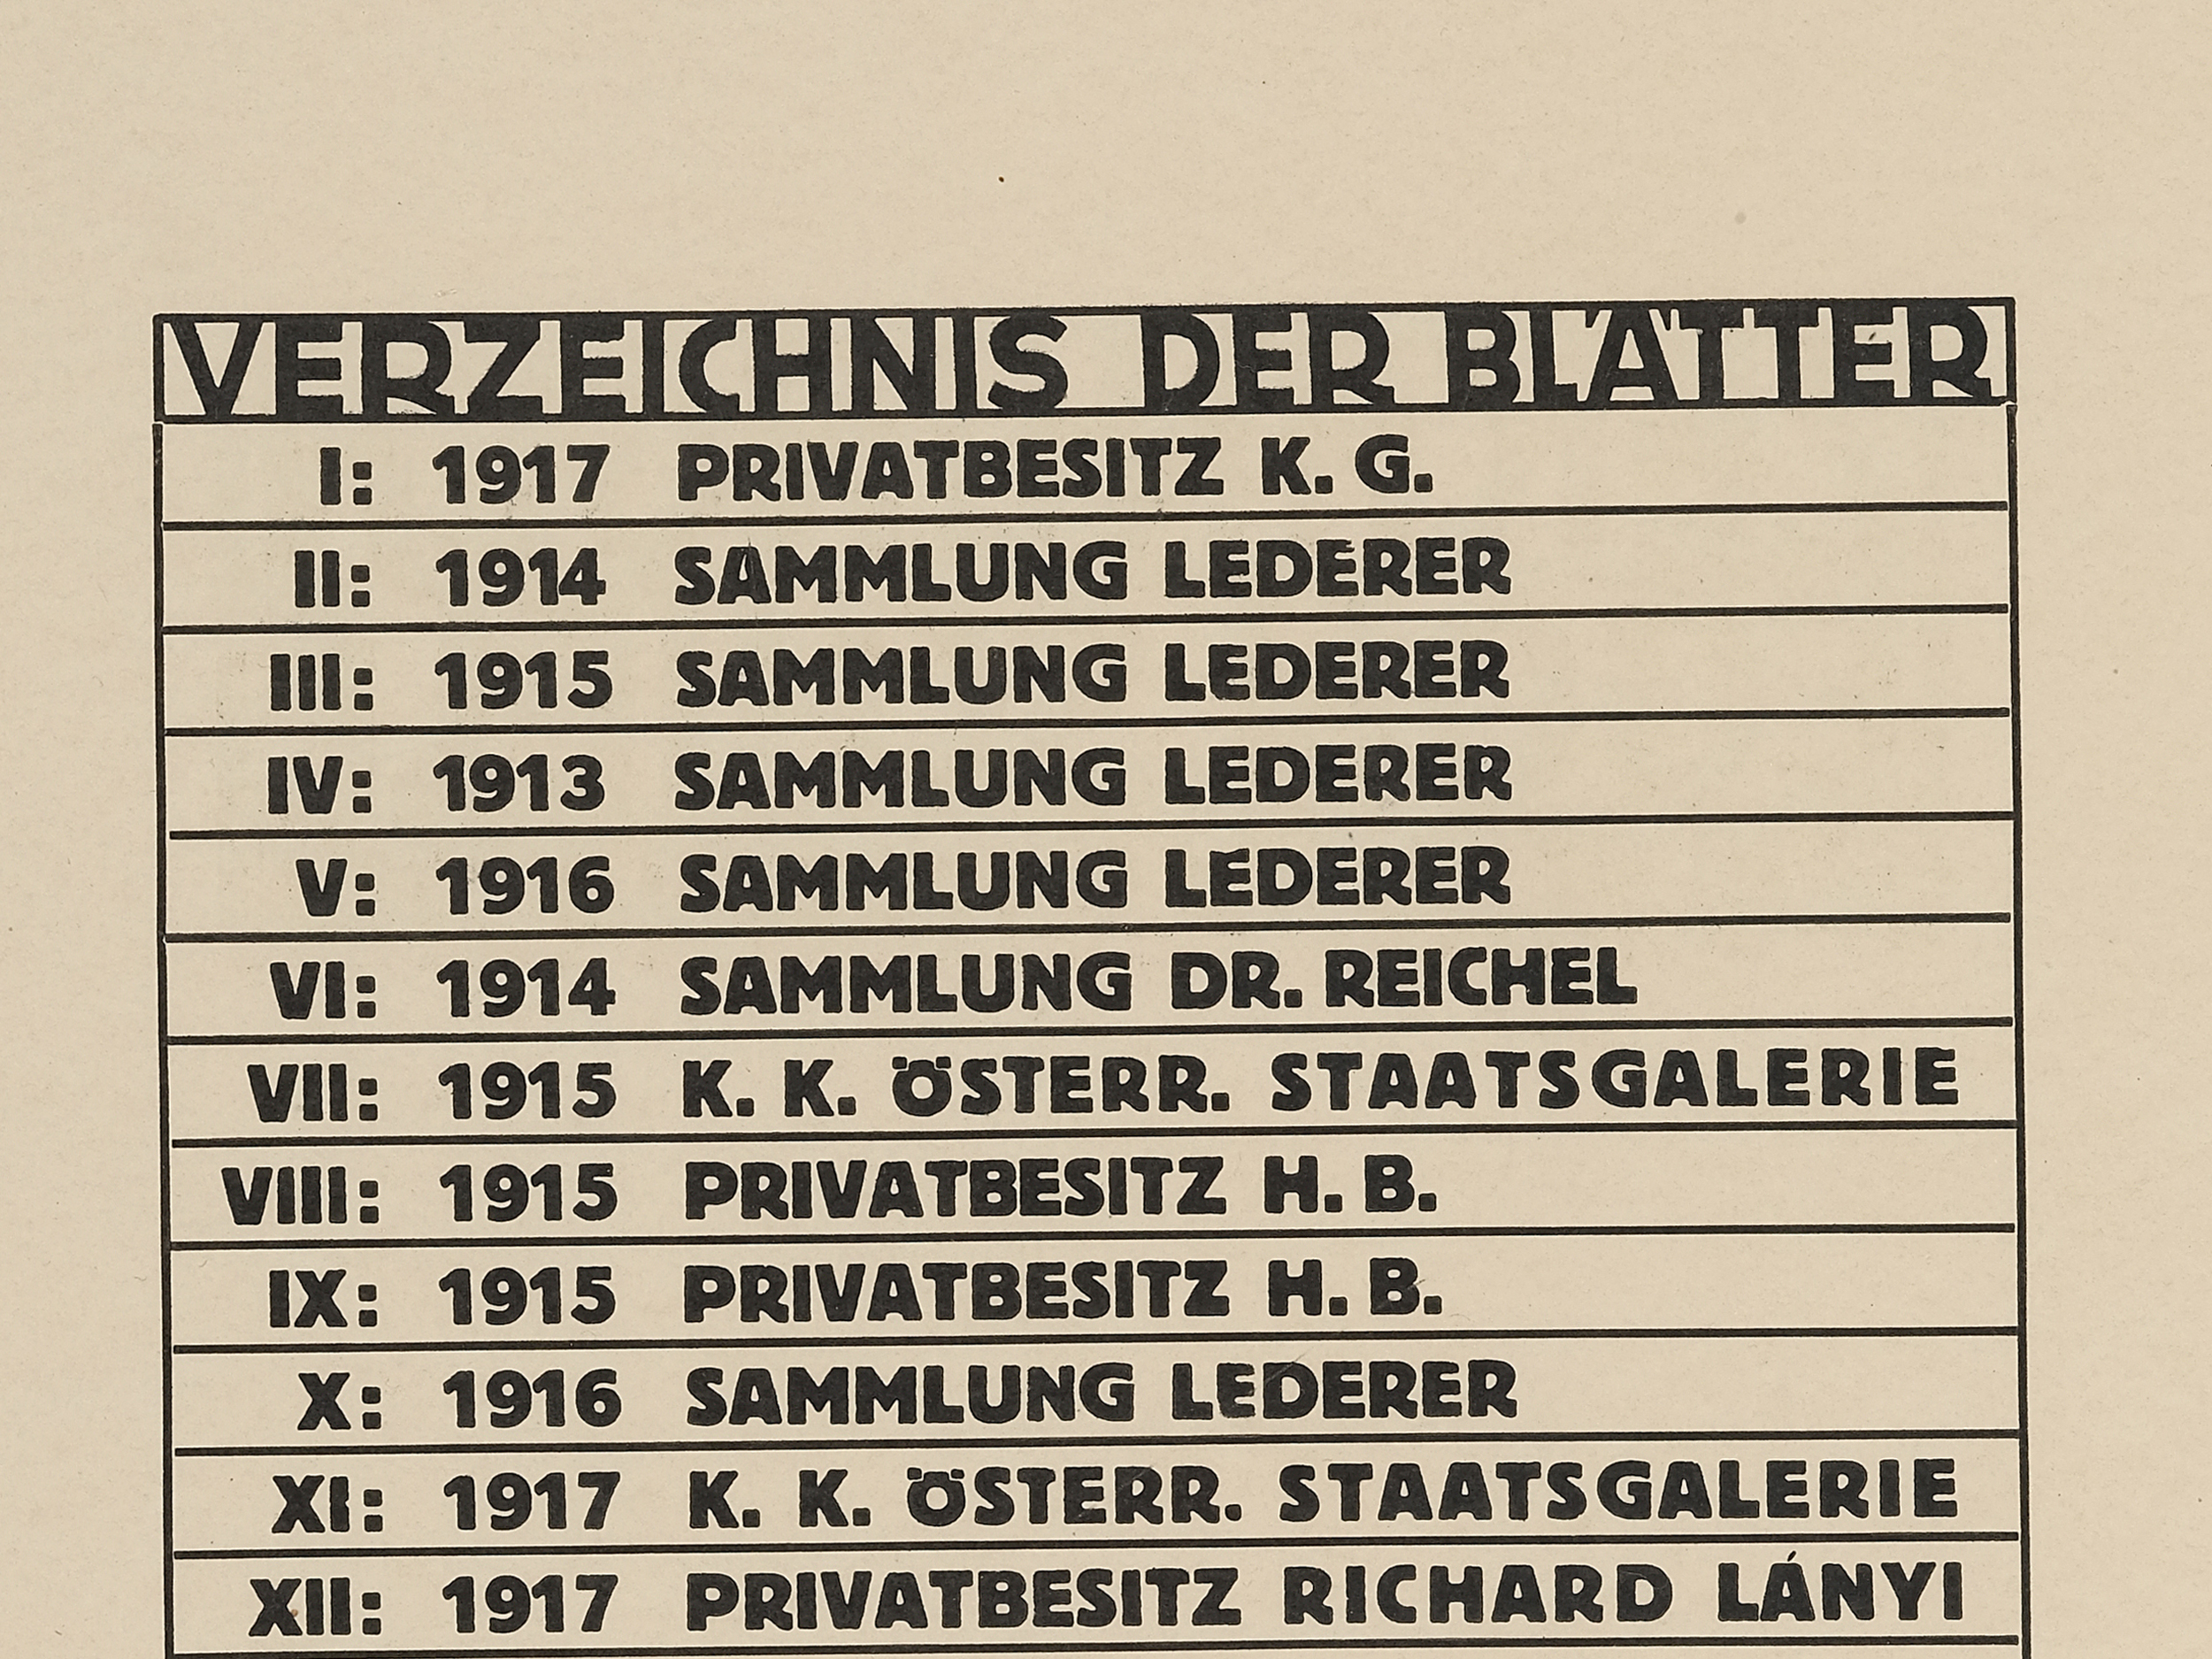 VERZEICHNIS DER BLÄTTER
I: 1917 PRIVATBESITZ K. G.
II: 1914 SAMMLUNG LEDERER
III: 1915 SAMMLUNG LEDERER
IV: 1913 SAMMLUNG LEDERER
V: 1916 SAMMLUNG LEDERER
VI: 1914 SAMMLUNG DR. REICHEL
VII: 1915 K. K. ÖSTERR. STAATSGALERIE
VIII: 1915 PRIVATBESITZ H. B.
IX: 1915 PRIVATBESITZ H. B.
X: 1916 SAMMLUNG LEDERER
XI: 1917 K. K. ÖSTERR. STAATSGALERIE
XII: 1917 PRIVATBESITZ RICHARD LÁNYI